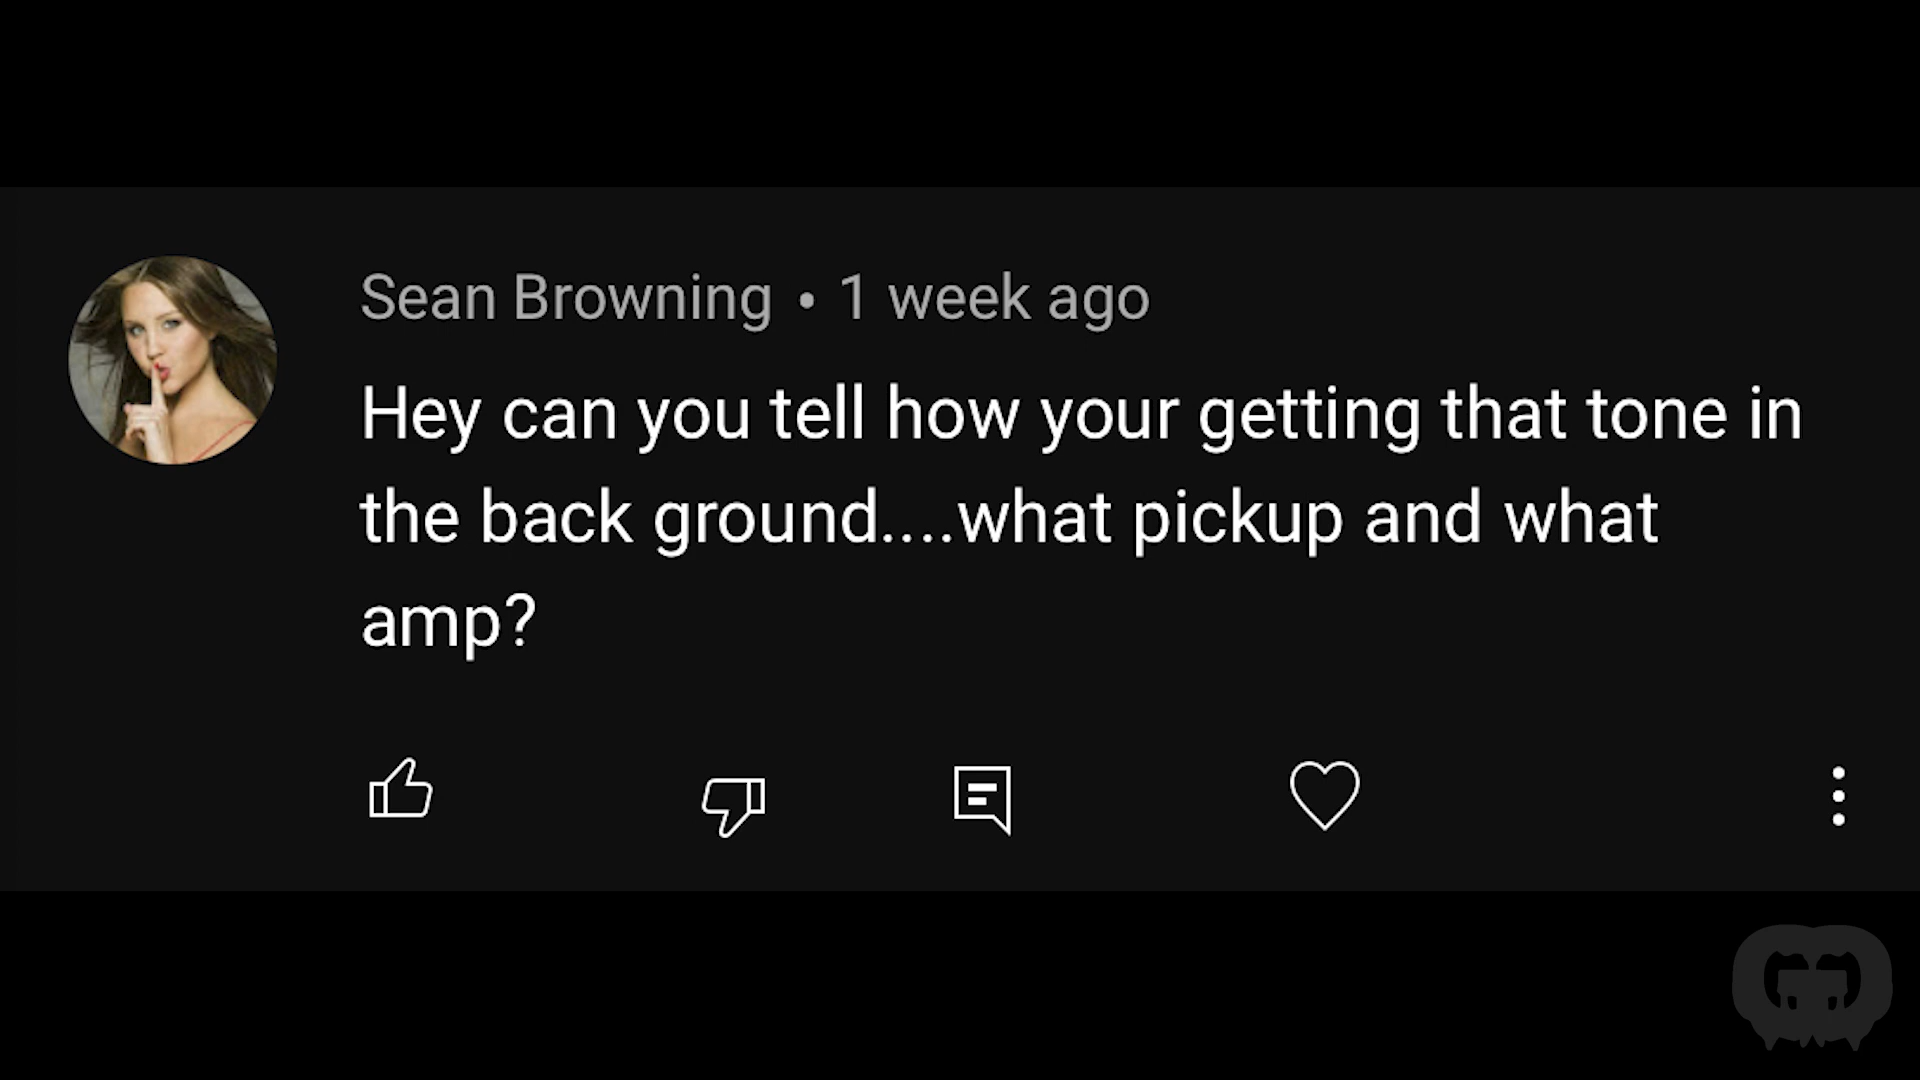 Sean Browning • 1 week ago
Hey can you tell how your getting that tone in
the back ground....what pickup and what
amp?